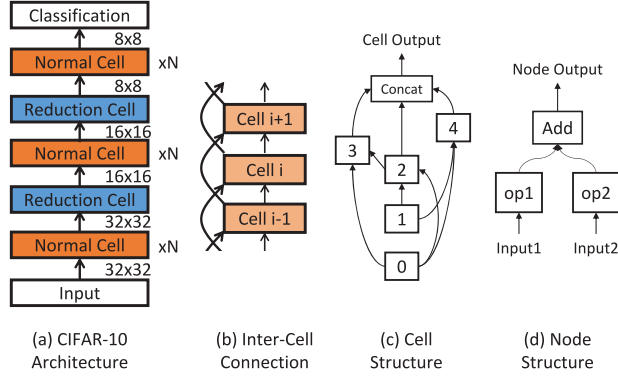 Classification
8x8
Normal Cell
xN
8x8
Reduction Cell
16x16
Normal Cell
xN
16x16
Reduction Cell
32x32
Normal Cell
xN
32x32
Input
(a) CIFAR-10
Architecture
Cell i+1
Cell i
Cell i-1
(b) Inter-Cell
Connection
Cell Output
Concat
4
3
2
1
0
(c) Cell
Structure
Node Output
Add
op1
op2
Input1
Input2
(d) Node
Structure